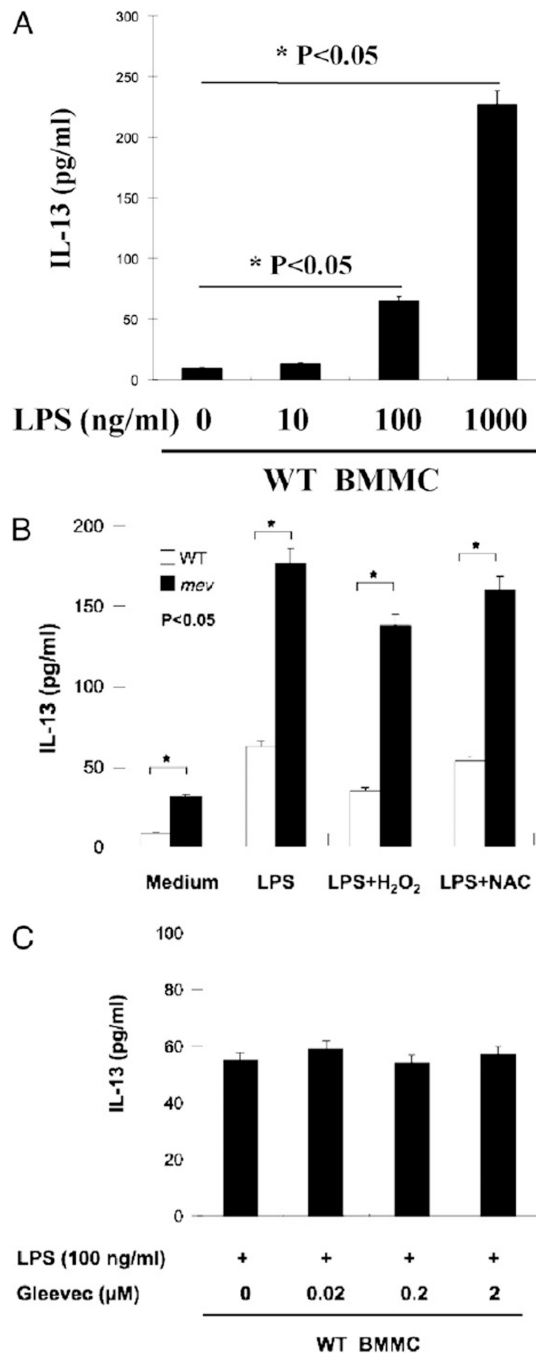 A
* P<0.05
* P<0.05
IL-13 (pg/ml)
300
250
200
150
100
50
0
LPS (ng/ml) 0 10 100 1000
WT BMMC
B
WT
mev
P<0.05
IL-13 (pg/ml)
200
150
100
50
0
* * * *
Medium LPS LPS+H₂O₂ LPS+NAC
C
IL-13 (pg/ml)
100
80
60
40
20
0
LPS (100 ng/ml) + + + +
Gleevec (μM) 0 0.02 0.2 2
WT BMMC